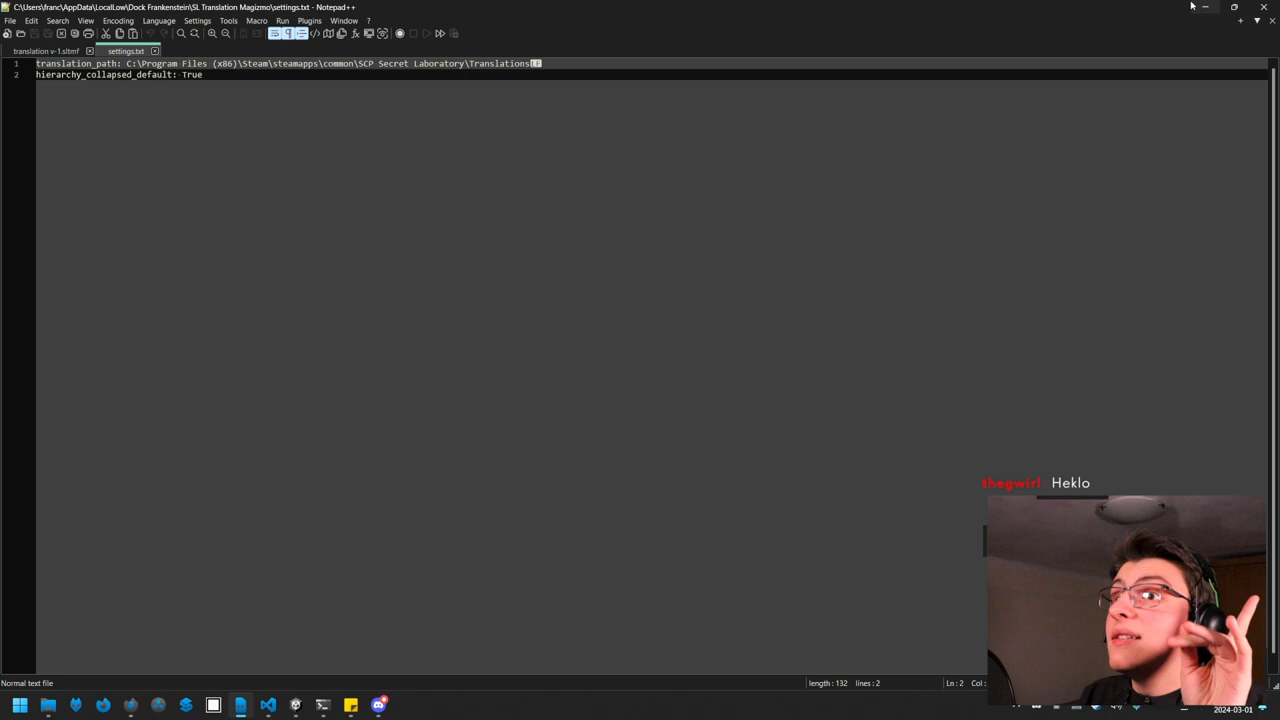 C:\Users\franc\AppData\LocalLow\Dock Frankenstein\SL Translation Magizmo\settings.txt - Notepad++
File Edit Search View Encoding Language Settings Tools Macro Run Plugins Window ?
translation v-1.sltmf settings.txt
1 translation_path: C:\Program Files (x86)\Steam\steamapps\common\SCP Secret Laboratory\Translations LF
2 hierarchy_collapsed_default: True
thegwirl Heklo
Normal text file length : 132 lines : 2 Ln : 2 Col :
2024-03-01